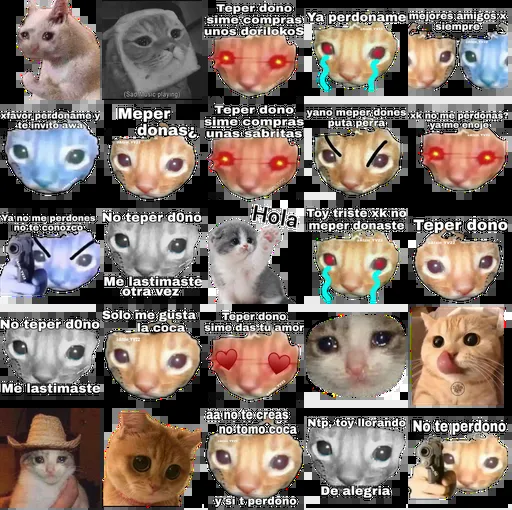 (Sad music playing)
Teper dono
sime compras
unos dorilokoS
Ya perdoname
mejores amigos x
siempre
xfavor perdoname y
te invito awa
Meper
donas¿
Teper dono
sime compras
unas sabritas
yano meper dones
puta perra
xk no me perdonas?
ya me enoje
Ya no me perdones
no te conozco
No teper d0no
Me lastimaste
otra vez
Hola
Toy triste xk no
meper donaste
Teper dono
No teper d0no
Me lastimaste
Solo me gusta
la coca
Teper dono
sime das tu amor
aa no te creas
no tomo coca
y si t perdono
Ntp, toy llorando
De alegria
No te perdono